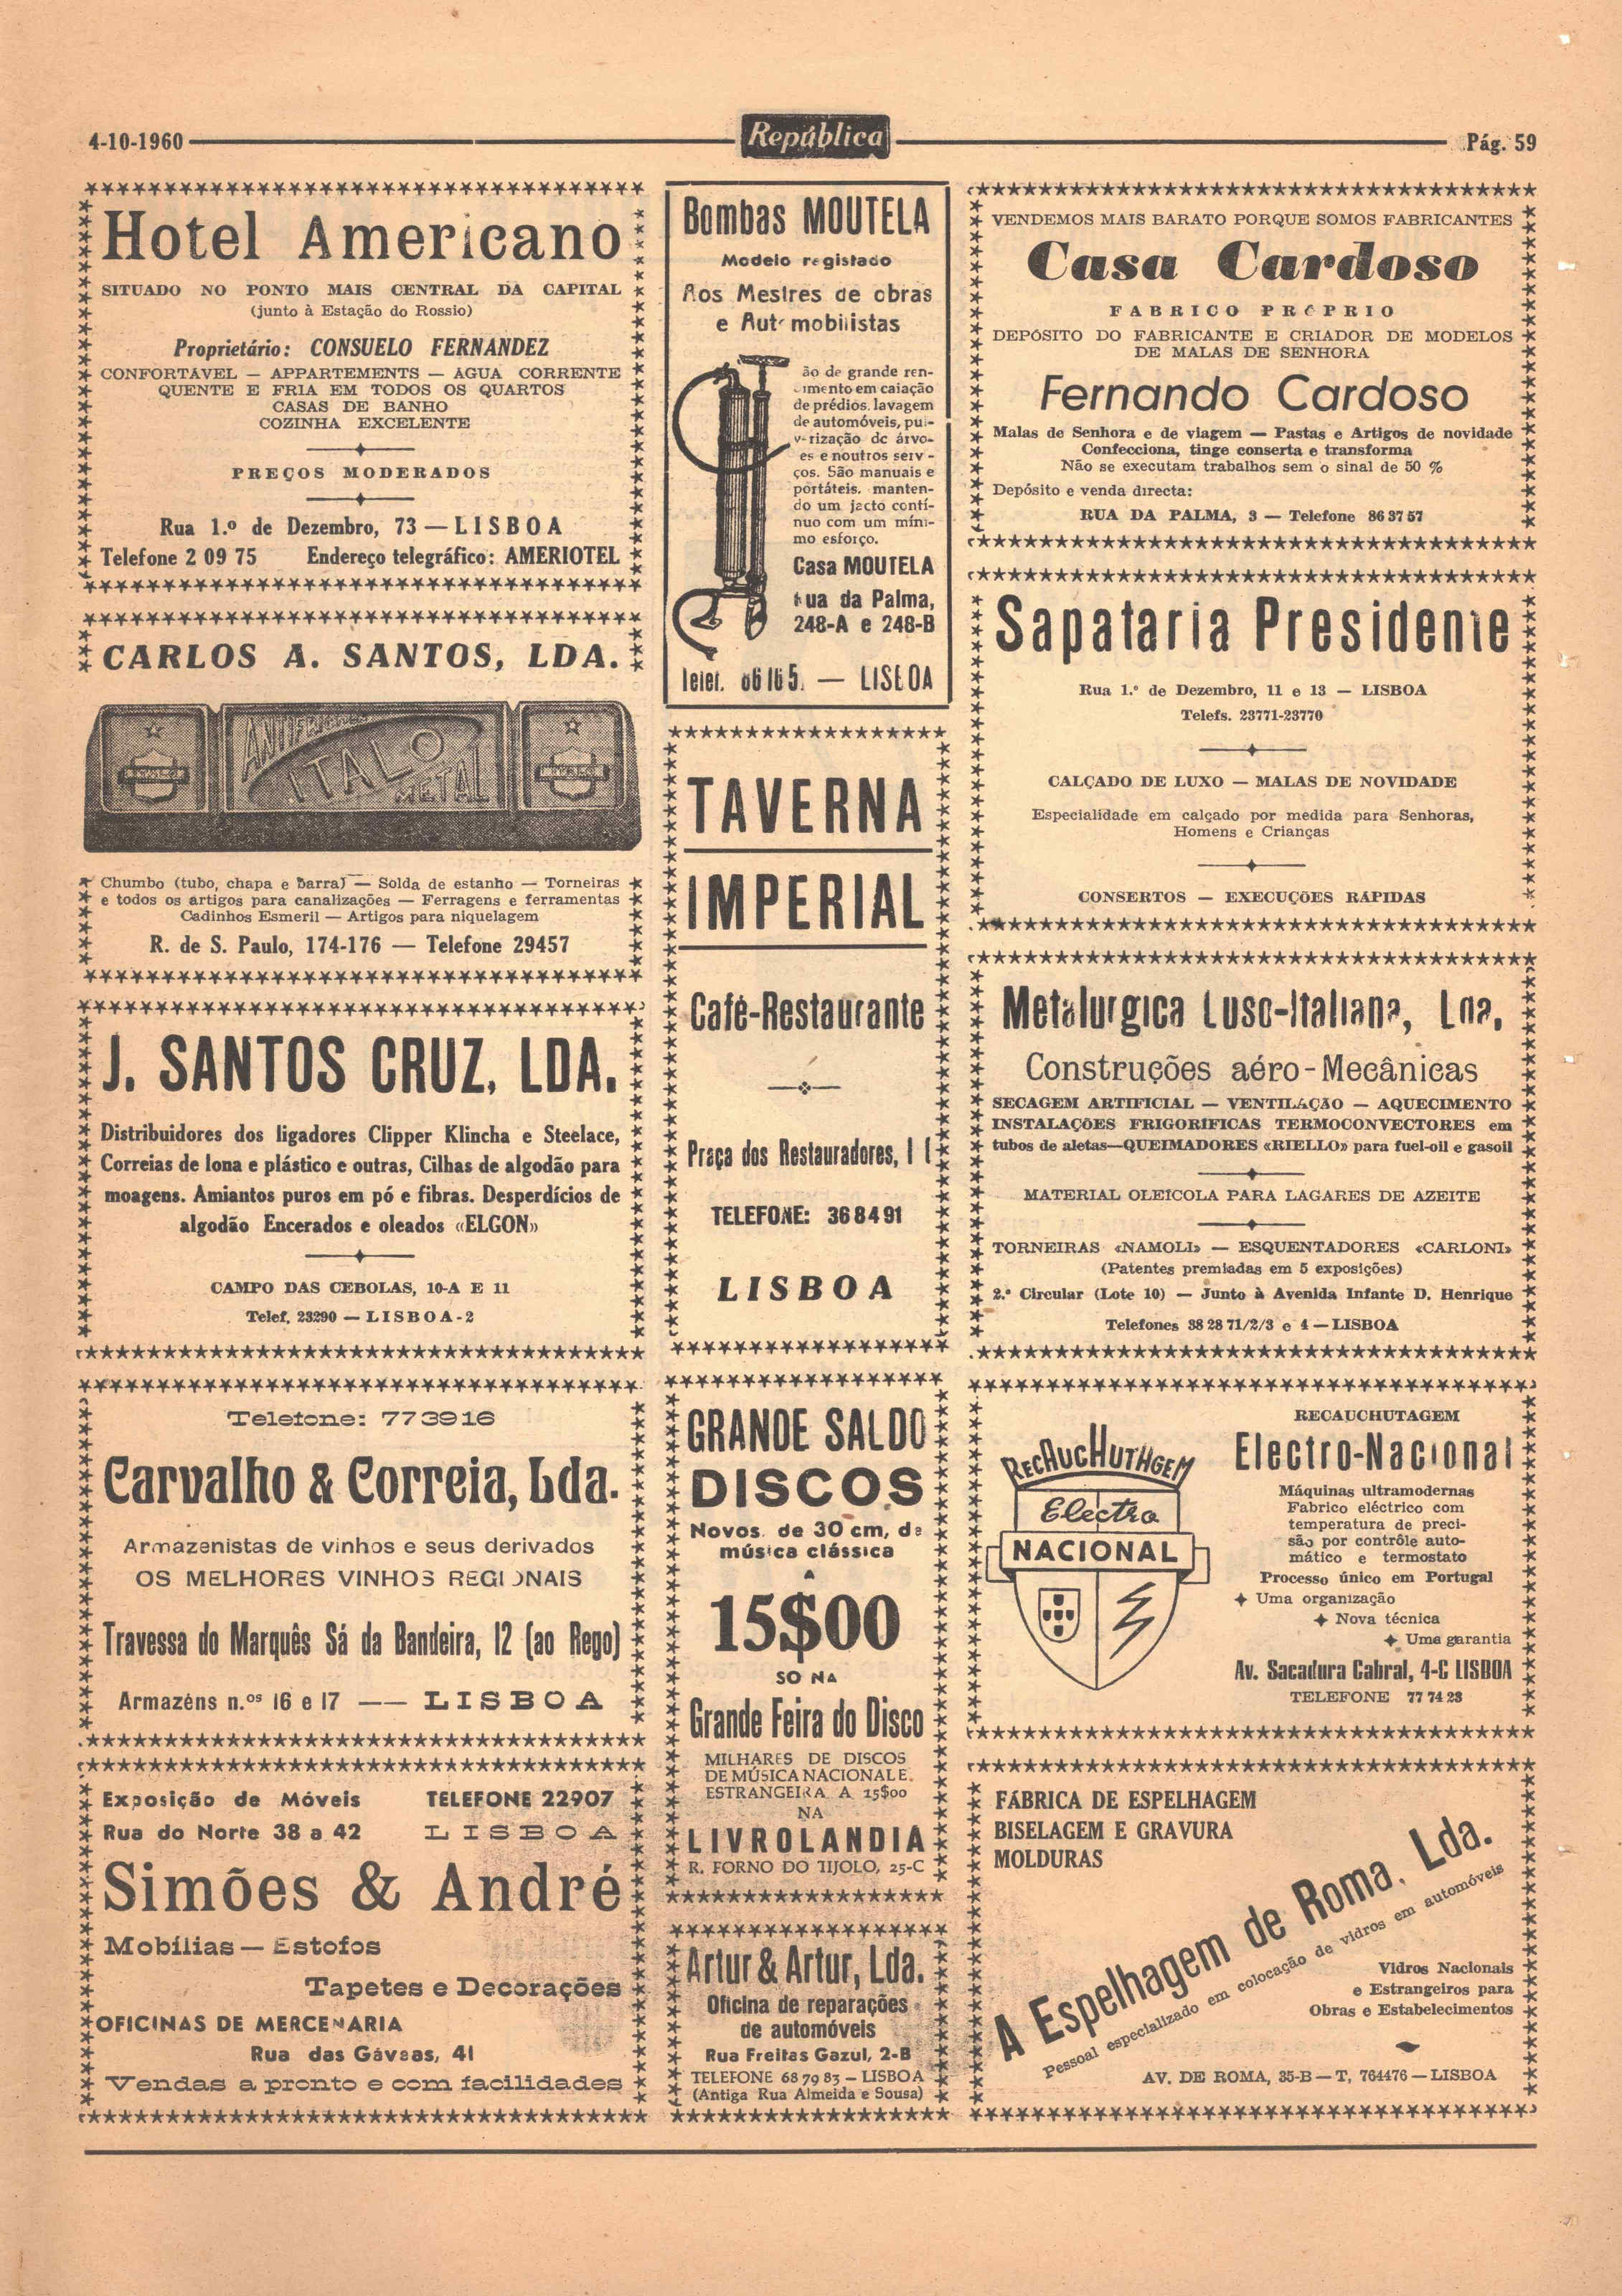 4-10-1960
República
Pág. 59
Hotel Americano
SITUADO NO PONTO MAIS CENTRAL DA CAPITAL
(junto à Estação do Rossio)
Proprietário: CONSUELO FERNANDEZ
CONFORTAVEL — APPARTEMENTS — AGUA CORRENTE
QUENTE E FRIA EM TODOS OS QUARTOS
CASAS DE BANHO
COZINHA EXCELENTE
PREÇOS MODERADOS
Rua 1.º de Dezembro, 73 — LISBOA
Telefone 2 09 75 Endereço telegráfico: AMERIOTEL
CARLOS A. SANTOS, LDA.
ANTIFRICÇÃO
ITALO
METAL
Chumbo (tubo, chapa e barra) — Solda de estanho — Torneiras
e todos os artigos para canalizações — Ferragens e ferramentas
Cadinhos Esmeril — Artigos para niquelagem
R. de S. Paulo, 174-176 — Telefone 29457
J. SANTOS CRUZ, LDA.
Distribuidores dos ligadores Clipper Klincha e Steelace,
Correias de lona e plástico e outras, Cilhas de algodão para
moagens. Amiantos puros em pó e fibras. Desperdícios de
algodão Encerados e oleados «ELGON»
CAMPO DAS CEBOLAS, 10-A E 11
Telef. 23290 — LISBOA-2
Telefone: 773916
Carvalho & Correia, Lda.
Armazenistas de vinhos e seus derivados
OS MELHORES VINHOS REGIONAIS
Travessa do Marquês Sá da Bandeira, 12 (ao Rego)
Armazéns n.os 16 e 17 —— LISBOA
Exposição de Móveis TELEFONE 22907
Rua do Norte 38 a 42 LISBOA
Simões & André
Mobílias — Estofos
Tapetes e Decorações
OFICINAS DE MERCENARIA
Rua das Gáveas, 41
Vendas a pronto e com facilidades
Bombas MOUTELA
Modelo registado
Aos Mestres de obras
e Automobilistas
ão de grande ren-
imento em caiação
de prédios. lavagem
de automóveis, pul-
verização de árvo-
es e noutros serv -
ços. São manuais e
portáteis. manten-
do um jacto contí-
nuo com um míni-
mo esforço.
Casa MOUTELA
Rua da Palma,
248-A e 248-B
Telef. — LISBOA
TAVERNA
IMPERIAL
Café-Restaurante
Praça dos Restauradores,
TELEFONE: 368491
LISBOA
GRANDE SALDO
DISCOS
Novos. de 30 cm, de
música clássica
A
15$00
SO NA
Grande Feira do Disco
MILHARES DE DISCOS
DE MÚSICA NACIONAL E.
ESTRANGEIRA A 15$00
NA
LIVROLANDIA
R. FORNO DO TIJOLO, 25-C
Artur & Artur, Lda.
Oficina de reparações
de automóveis
Rua Freitas Gazul, 2-B
TELEFONE 68 79 83 — LISBOA
(Antiga Rua Almeida e Sousa)
VENDEMOS MAIS BARATO PORQUE SOMOS FABRICANTES
Casa Cardoso
FABRICO PRÓPRIO
DEPÓSITO DO FABRICANTE E CRIADOR DE MODELOS
DE MALAS DE SENHORA
Fernando Cardoso
Malas de Senhora e de viagem — Pastas e Artigos de novidade
Confecciona, tinge conserta e transforma
Não se executam trabalhos sem o sinal de 50 %
Depósito e venda directa:
RUA DA PALMA, 3 — Telefone 86 37 57
Sapataria Presidente
Rua 1.º de Dezembro, 11 e 13 — LISBOA
Telefs. 23771-23770
CALÇADO DE LUXO — MALAS DE NOVIDADE
Especialidade em calçado por medida para Senhoras,
Homens e Crianças
CONSERTOS — EXECUÇÕES RAPIDAS
Metalurgica Luso-Italiana, Lda.
Construções aéro-Mecânicas
SECAGEM ARTIFICIAL — VENTILAÇÃO — AQUECIMENTO
INSTALAÇÕES FRIGORIFICAS TERMOCONVECTORES em
tubos de aletas—QUEIMADORES «RIELLO» para fuel-oil e gasoil
MATERIAL OLEICOLA PARA LAGARES DE AZEITE
TORNEIRAS «NAMOLI» — ESQUENTADORES «CARLONI»
(Patentes premiadas em 5 exposições)
2.ª Circular (Lote 10) — Junto à Avenida Infante D. Henrique
Telefones 38 28 71/2/3 e 4 — LISBOA
RECAUCHUTAGEM
Electro
NACIONAL
RECAUCHUTAGEM
Electro-Nacional
Máquinas ultramodernas
Fabrico eléctrico com
temperatura de preci-
são por contrôle auto-
mático e termostato
Processo único em Portugal
Uma organização
Nova técnica
Uma garantia
Av. Sacadura Cabral, 4-C LISBOA
TELEFONE 77 74 23
FÁBRICA DE ESPELHAGEM
BISELAGEM E GRAVURA
MOLDURAS
A Espelhagem de Roma, Lda.
Pessoal especializado em colocação de vidros em automóveis
Vidros Nacionais
e Estrangeiros para
Obras e Estabelecimentos
AV. DE ROMA, 35-B — T, 764476 — LISBOA